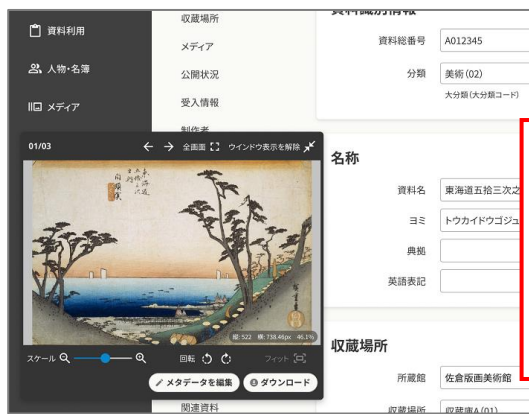 資料利用
人物・名簿
メディア
収蔵場所
メディア
公開状況
受入情報
制作者
関連資料
資料識別情報
資料総番号 A012345
分類 美術(02)
大分類(大分類コード)
01/03 ← → 全画面 ウインドウ表示を解除
縦: 522 横: 738.46px 46.1%
スケール 回転 フィット
メタデータを編集 ダウンロード
名称
資料名 東海道五拾三次之
ヨミ トウカイドウゴジュ
典拠
英語表記
収蔵場所
所蔵館 佐倉版画美術館
収蔵場所 収蔵庫A(01)